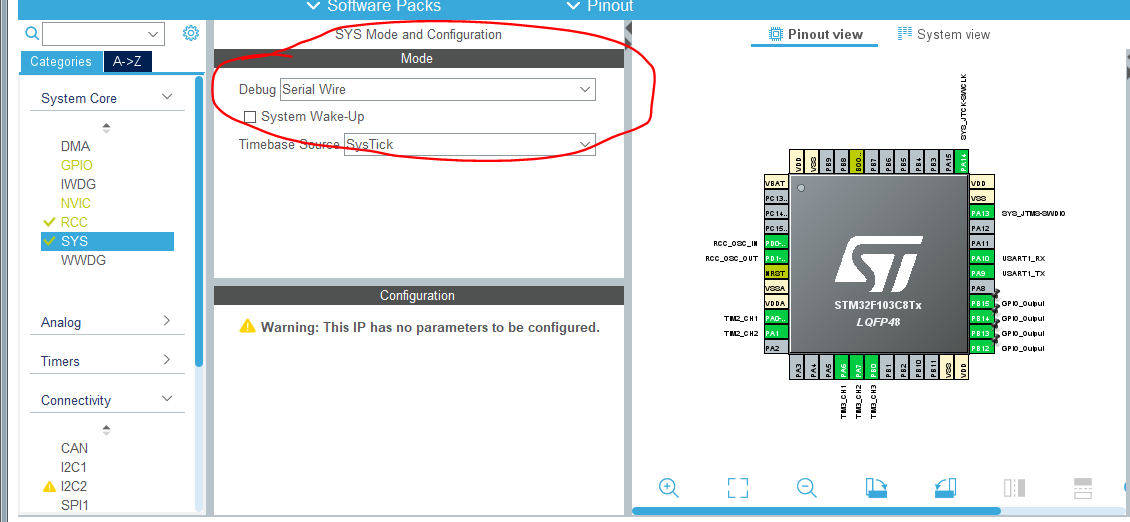 Software Packs
Pinout
SYS Mode and Configuration
Pinout view
System view
Categories
A->Z
Mode
System Core
Debug
Serial Wire
System Wake-Up
Timebase Source
SysTick
DMA
GPIO
IWDG
NVIC
RCC
SYS
WWDG
Configuration
Warning: This IP has no parameters to be configured.
Analog
Timers
Connectivity
CAN
I2C1
I2C2
SPI1
SYS_JTCK-SWCLK
VDD
VSS
PB9
PB8
BOO..
PB7
PB6
PB5
PB4
PB3
PA15
PA14
VBAT
PC13..
PC14..
PC15..
RCC_OSC_IN
PD0-..
RCC_OSC_OUT
PD1-..
NRST
VSSA
VDDA
TIM2_CH1
PA0-..
TIM2_CH2
PA1
PA2
VDD
VSS
PA13
SYS_JTMS-SWDIO
PA12
PA11
PA10
USART1_RX
PA9
USART1_TX
PA8
PB15
GPIO_Output
PB14
GPIO_Output
PB13
GPIO_Output
PB12
GPIO_Output
ST
STM32F103C8Tx
LQFP48
PA3
PA4
PA5
PA6
PA7
PB0
PB1
PB2
PB10
PB11
VSS
VDD
TIM3_CH1
TIM3_CH2
TIM3_CH3